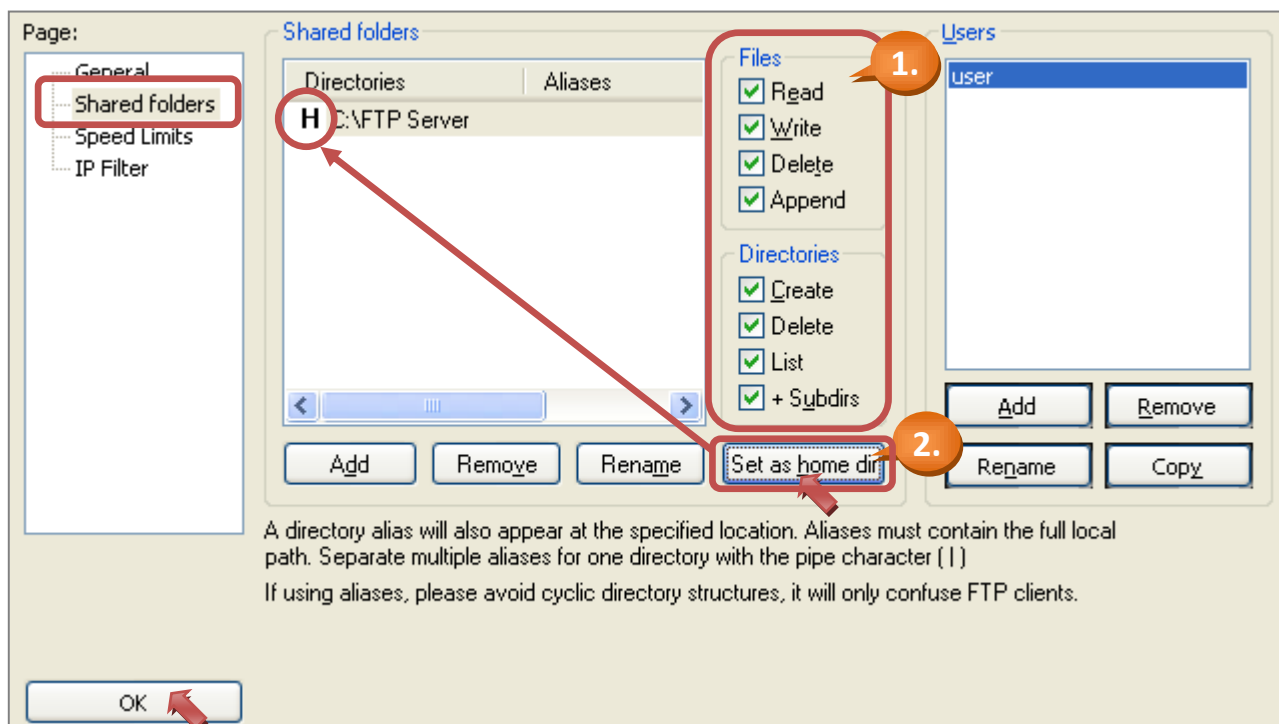 Page:
General
Shared folders
Speed Limits
IP Filter
Shared folders
Directories Aliases
H C:\FTP Server
Files
Read
Write
Delete
Append
Directories
Create
Delete
List
+ Subdirs
1.
Add Remove Rename Set as home dir
2.
Users
user
Add Remove
Rename Copy
A directory alias will also appear at the specified location. Aliases must contain the full local
path. Separate multiple aliases for one directory with the pipe character ( | )
If using aliases, please avoid cyclic directory structures, it will only confuse FTP clients.
OK